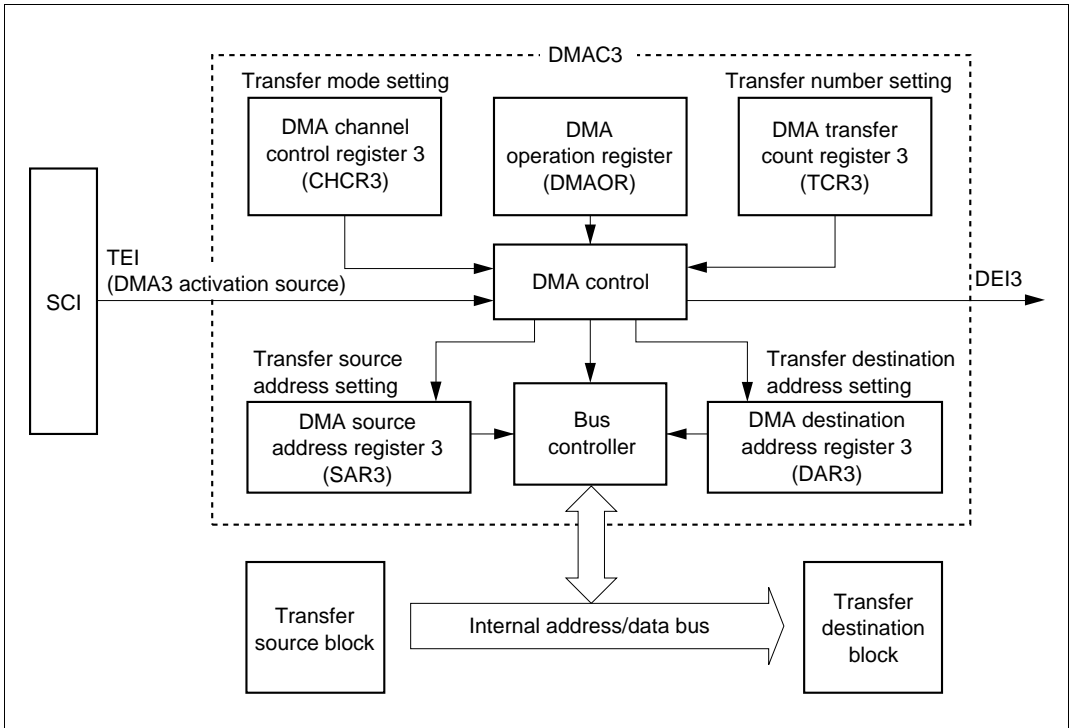 DMAC3
Transfer mode setting
Transfer number setting
DMA channel
control register 3
(CHCR3)
DMA
operation register
(DMAOR)
DMA transfer
count register 3
(TCR3)
SCI
TEI
(DMA3 activation source)
DMA control
DEI3
Transfer source
address setting
Transfer destination
address setting
DMA source
address register 3
(SAR3)
Bus
controller
DMA destination
address register 3
(DAR3)
Transfer
source block
Internal address/data bus
Transfer
destination
block